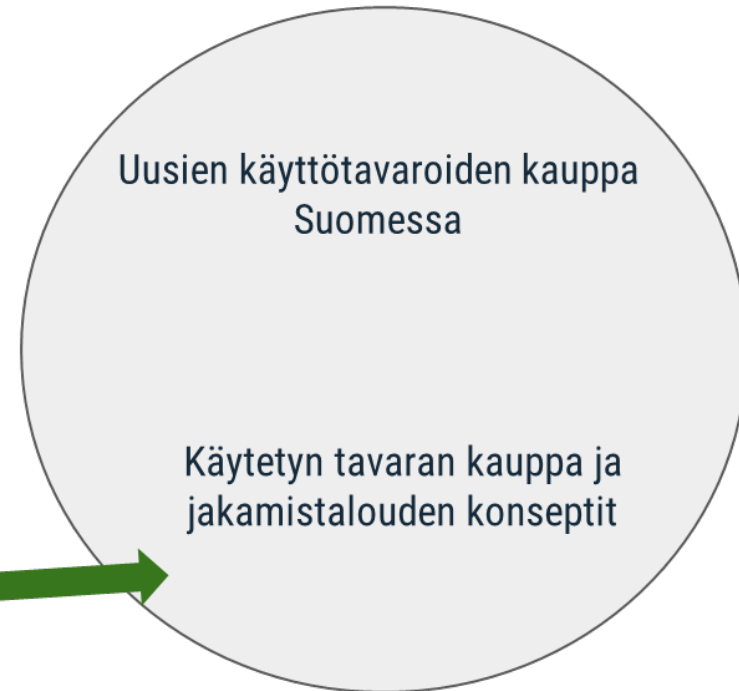 Uusien käyttötavaroiden kauppa
Suomessa
Käytetyn tavaran kauppa ja
jakamistalouden konseptit